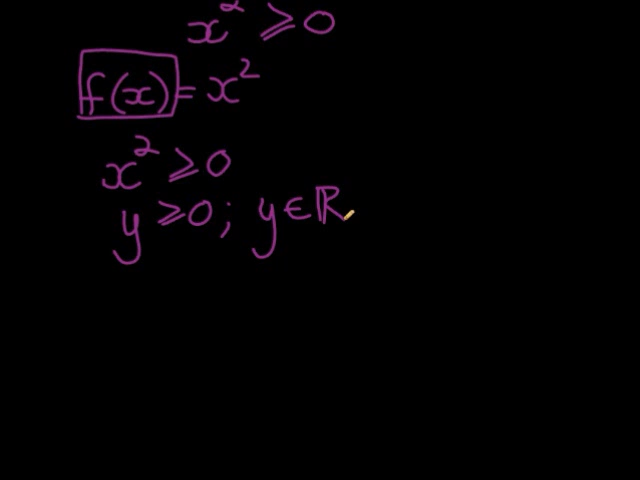 x² ⩾ 0
f(x) = x²
x² ⩾ 0
y ⩾ 0; y ∈ ℝ